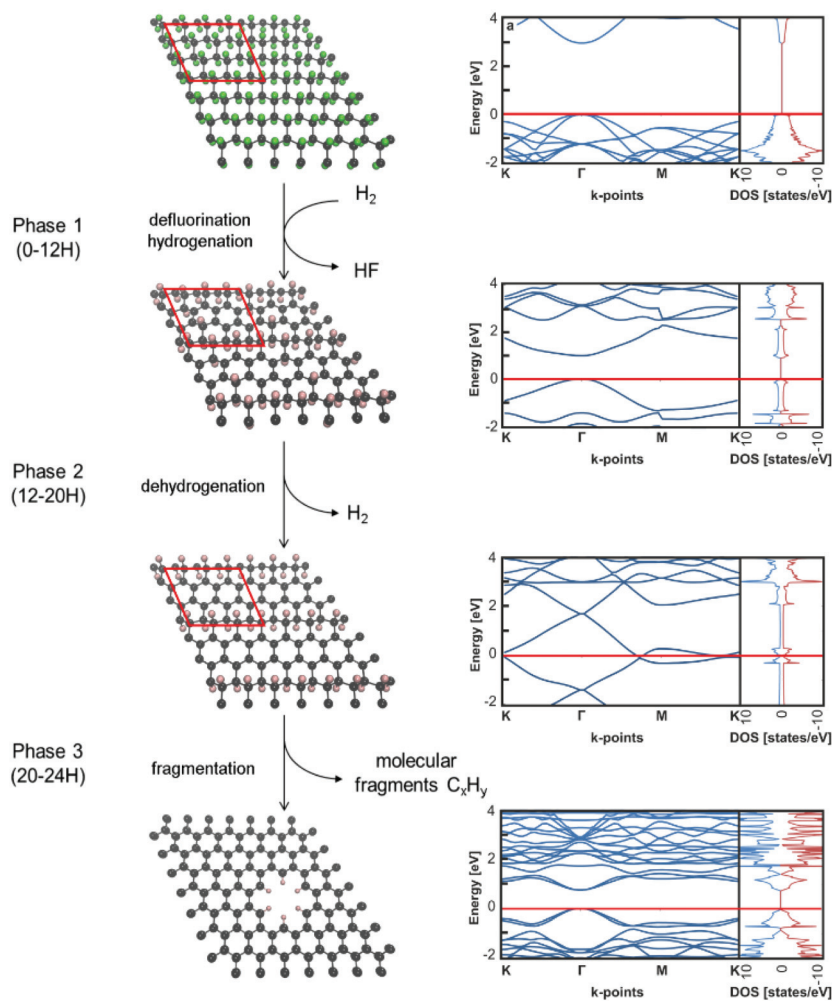 a
4
2
0
-2
Energy [eV]
K
Γ
M
K
10
0
-10
k-points
DOS [states/eV]
Phase 1
(0-12H)
defluorination
hydrogenation
H₂
HF
4
2
0
-2
Energy [eV]
K
Γ
M
K
10
0
-10
k-points
DOS [states/eV]
Phase 2
(12-20H)
dehydrogenation
H₂
4
2
0
-2
Energy [eV]
K
Γ
M
K
10
0
-10
k-points
DOS [states/eV]
Phase 3
(20-24H)
fragmentation
molecular
fragments CₓHᵧ
4
2
0
-2
Energy [eV]
K
Γ
M
K
10
0
-10
k-points
DOS [states/eV]